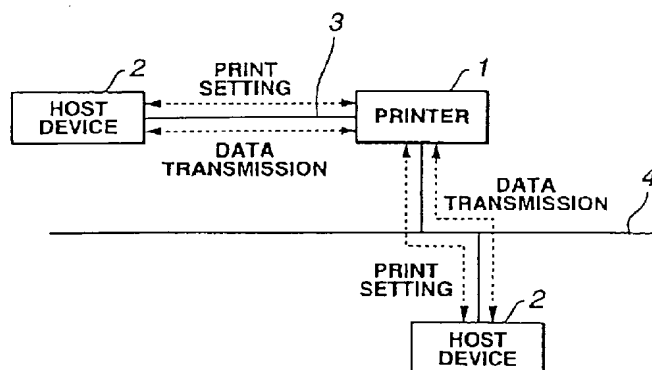 3
2
1
PRINT
SETTING
HOST
DEVICE
PRINTER
DATA
TRANSMISSION
DATA
TRANSMISSION
4
PRINT
SETTING
2
HOST
DEVICE